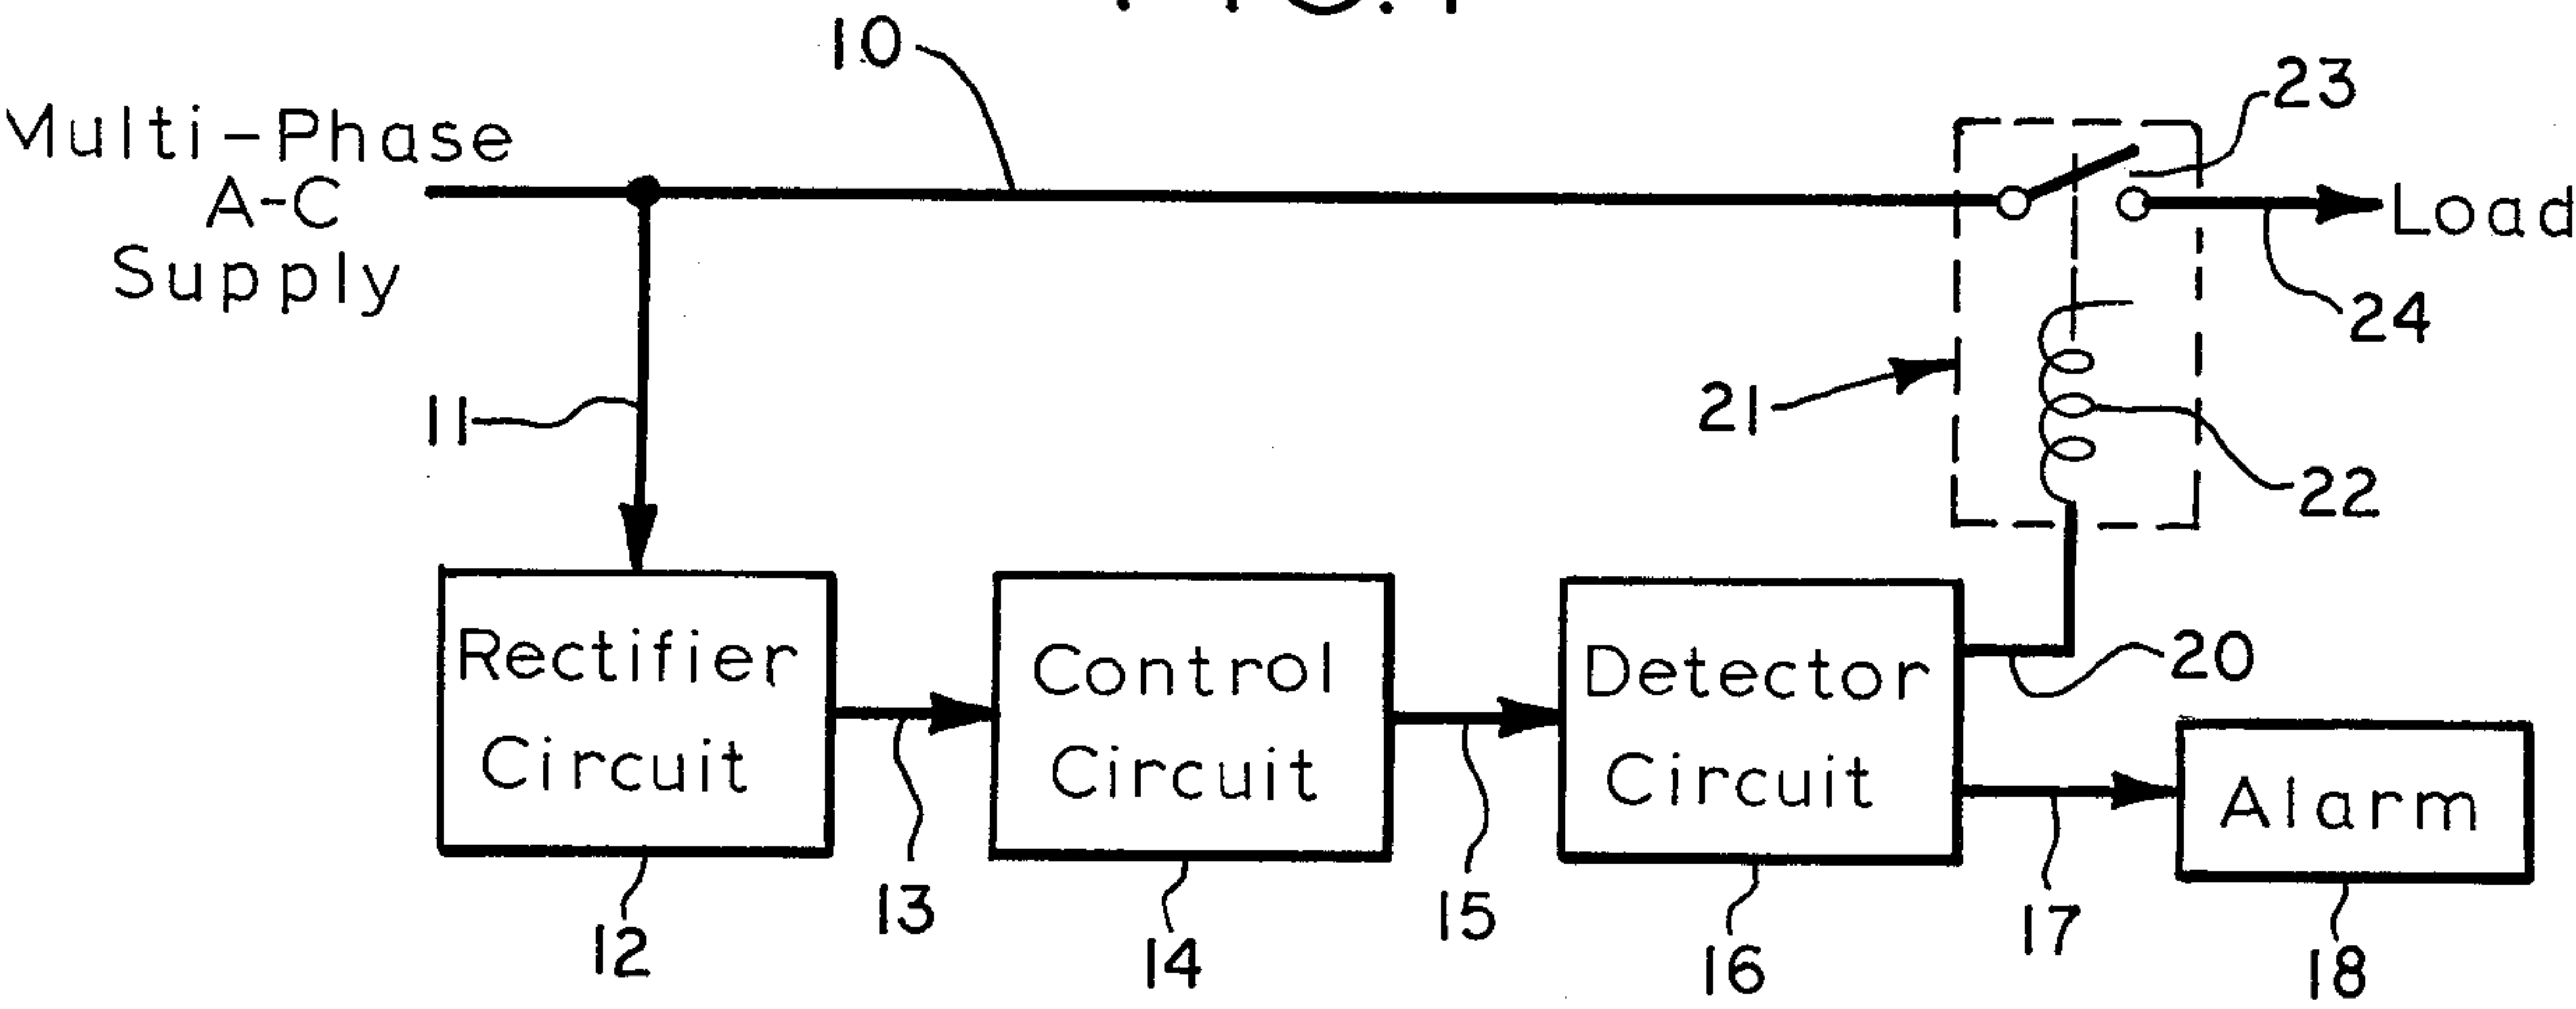 10
23
Multi-Phase
A-C
Supply
Load
24
11
21
22
Rectifier
Circuit
Control
Circuit
Detector
Circuit
20
Alarm
12
13
14
15
16
17
18